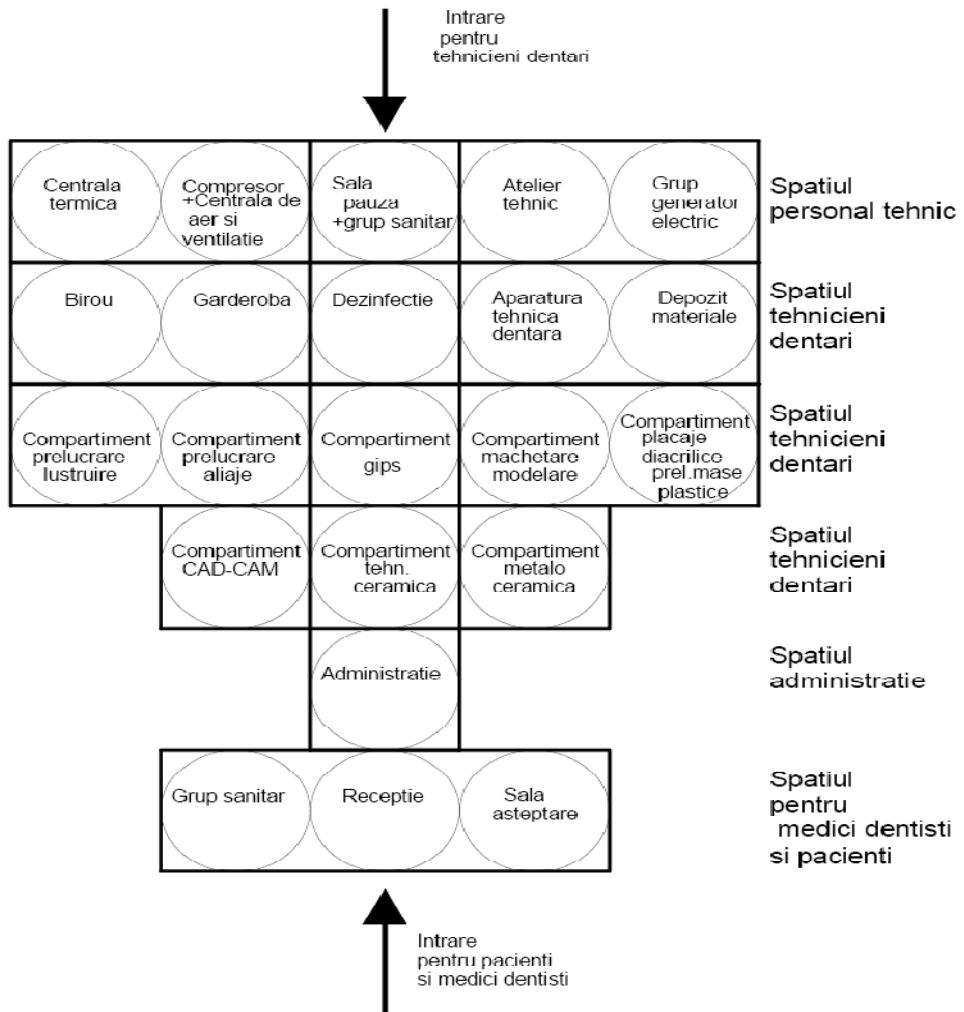 Intrare
pentru
tehnicieni dentari
Centrala
termica
Compresor
+Centrala de
aer si
ventilatie
Sala
pauza
+grup sanitar
Atelier
tehnic
Grup
generator
electric
Spatiul
personal tehnic
Birou
Garderoba
Dezinfectie
Aparatura
tehnica
dentara
Depozit
materiale
Spatiul
tehnicieni
dentari
Compartiment
prelucrare
lustruire
Compartiment
prelucrare
aliaje
Compartiment
gips
Compartiment
machetare
modelare
Compartiment
placaje
diacrilice
prel.mase
plastice
Spatiul
tehnicieni
dentari
Compartiment
CAD-CAM
Compartiment
tehn.
ceramica
Compartiment
metalo
ceramica
Spatiul
tehnicieni
dentari
Administratie
Spatiul
administratie
Grup sanitar
Receptie
Sala
asteptare
Spatiul
pentru
medici dentisti
si pacienti
Intrare
pentru pacienti
si medici dentisti